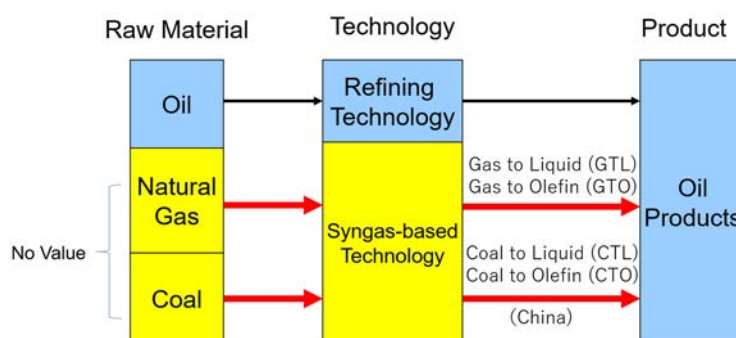 Raw Material
Technology
Product
Oil
Refining
Technology
Natural
Gas
Gas to Liquid (GTL)
Gas to Olefin (GTO)
Oil
Products
No Value
Syngas-based
Technology
Coal
Coal to Liquid (CTL)
Coal to Olefin (CTO)
(China)